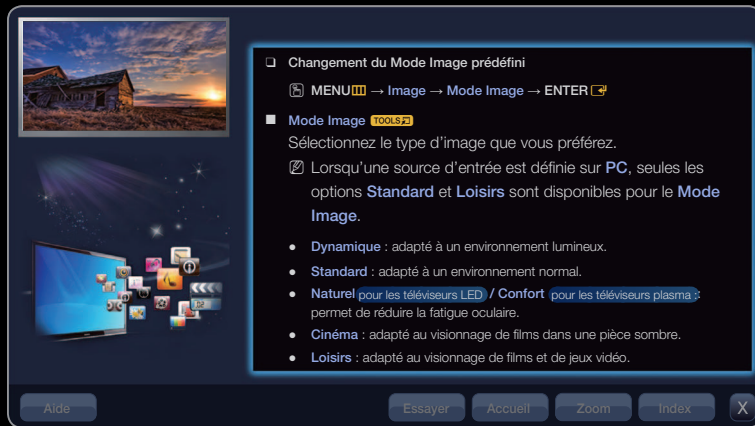 ❑ Changement du Mode Image prédéfini
MENU → Image → Mode Image → ENTER
■ Mode Image TOOLS
Sélectionnez le type d'image que vous préférez.
Lorsqu'une source d'entrée est définie sur PC, seules les
options Standard et Loisirs sont disponibles pour le Mode
Image.
● Dynamique : adapté à un environnement lumineux.
● Standard : adapté à un environnement normal.
● Naturel pour les téléviseurs LED / Confort pour les téléviseurs plasma ::
permet de réduire la fatigue oculaire.
● Cinéma : adapté au visionnage de films dans une pièce sombre.
● Loisirs : adapté au visionnage de films et de jeux vidéo.
Aide Essayer Accueil Zoom Index X